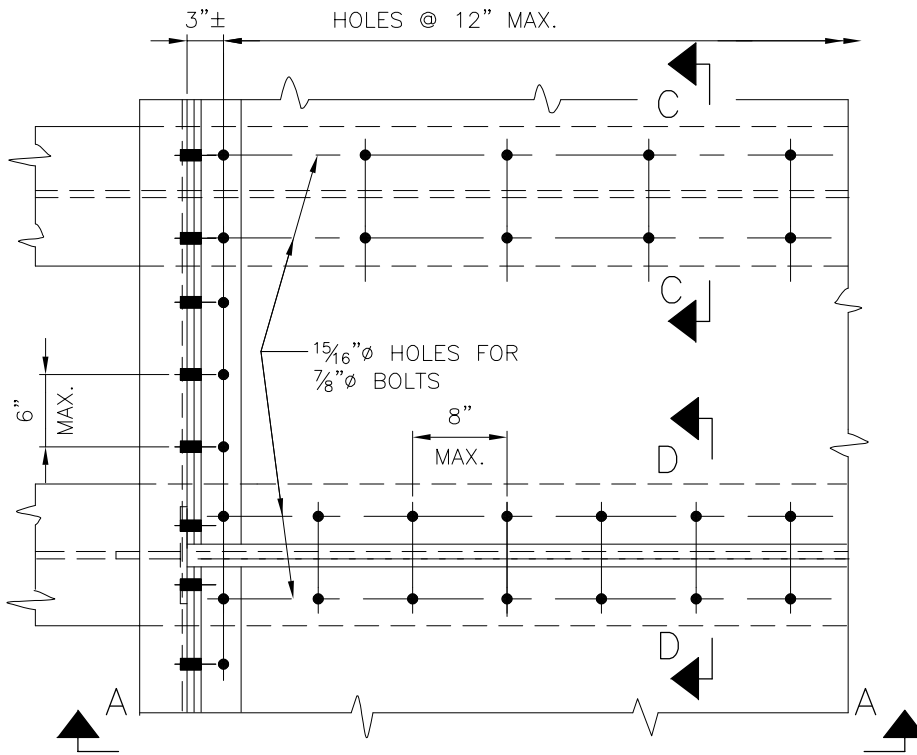 3"± HOLES @ 12" MAX.
C
C
15/16"ø HOLES FOR
7/8"ø BOLTS
6"
MAX.
8"
MAX.
D
D
A A